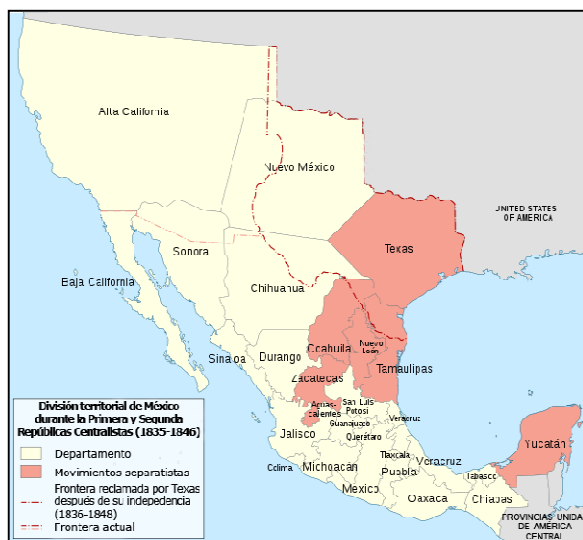 Alta California
Nuevo México
UNITED STATES
OF AMERICA
Texas
Sonora
Chihuahua
Baja California
Coahuila
Nuevo
León
Sinaloa
Durango
Tamaulipas
Zacatecas
Aguas-
calientes
San Luis
Potosí
Guanajuato
Veracruz
Querétaro
Jalisco
Tlaxcala
Yucatán
Colima
Michoacán
Puebla
Veracruz
Tabasco
México
Oaxaca
Chiapas
PROVINCIAS UNIDA
DE AMÉRICA
CENTRAL
División territorial de México
durante la Primera y Segunda
Repúblicas Centralistas (1835-1846)
Departamento
Movimientos separatistas
Frontera reclamada por Texas
después de su indepedencia
(1836-1848)
Frontera actual